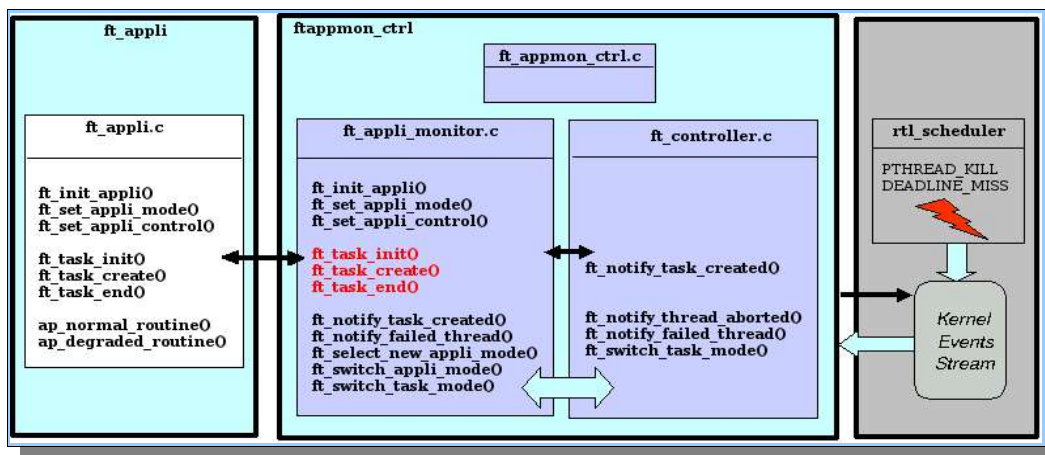 ft_appli
ft_appli.c
ft_init_appli()
ft_set_appli_mode()
ft_set_appli_control()
ft_task_init()
ft_task_create()
ft_task_end()
ap_normal_routine()
ap_degraded_routine()
ftappmon_ctrl
ft_appmon_ctrl.c
ft_appli_monitor.c
ft_init_appli()
ft_set_appli_mode()
ft_set_appli_control()
ft_task_init()
ft_task_create()
ft_task_end()
ft_notify_task_created()
ft_notify_failed_thread()
ft_select_new_appli_mode()
ft_switch_appli_mode()
ft_switch_task_mode()
ft_controller.c
ft_notify_task_created()
ft_notify_thread_aborted()
ft_notify_failed_thread()
ft_switch_task_mode()
rtl_scheduler
PTHREAD_KILL
DEADLINE_MISS
Kernel
Events
Stream